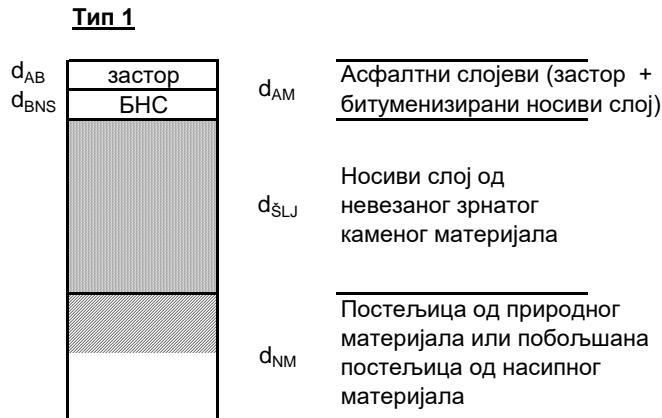 Тип 1
d_AB
застор
d_BNS
БНС
d_AM
Асфалтни слојеви (застор +
битуменизирани носиви слој)
d_ŠLJ
Носиви слој од
невезаног зрнатог
каменог материјала
d_NM
Постељица од природног
материјала или побољшана
постељица од насипног
материјала